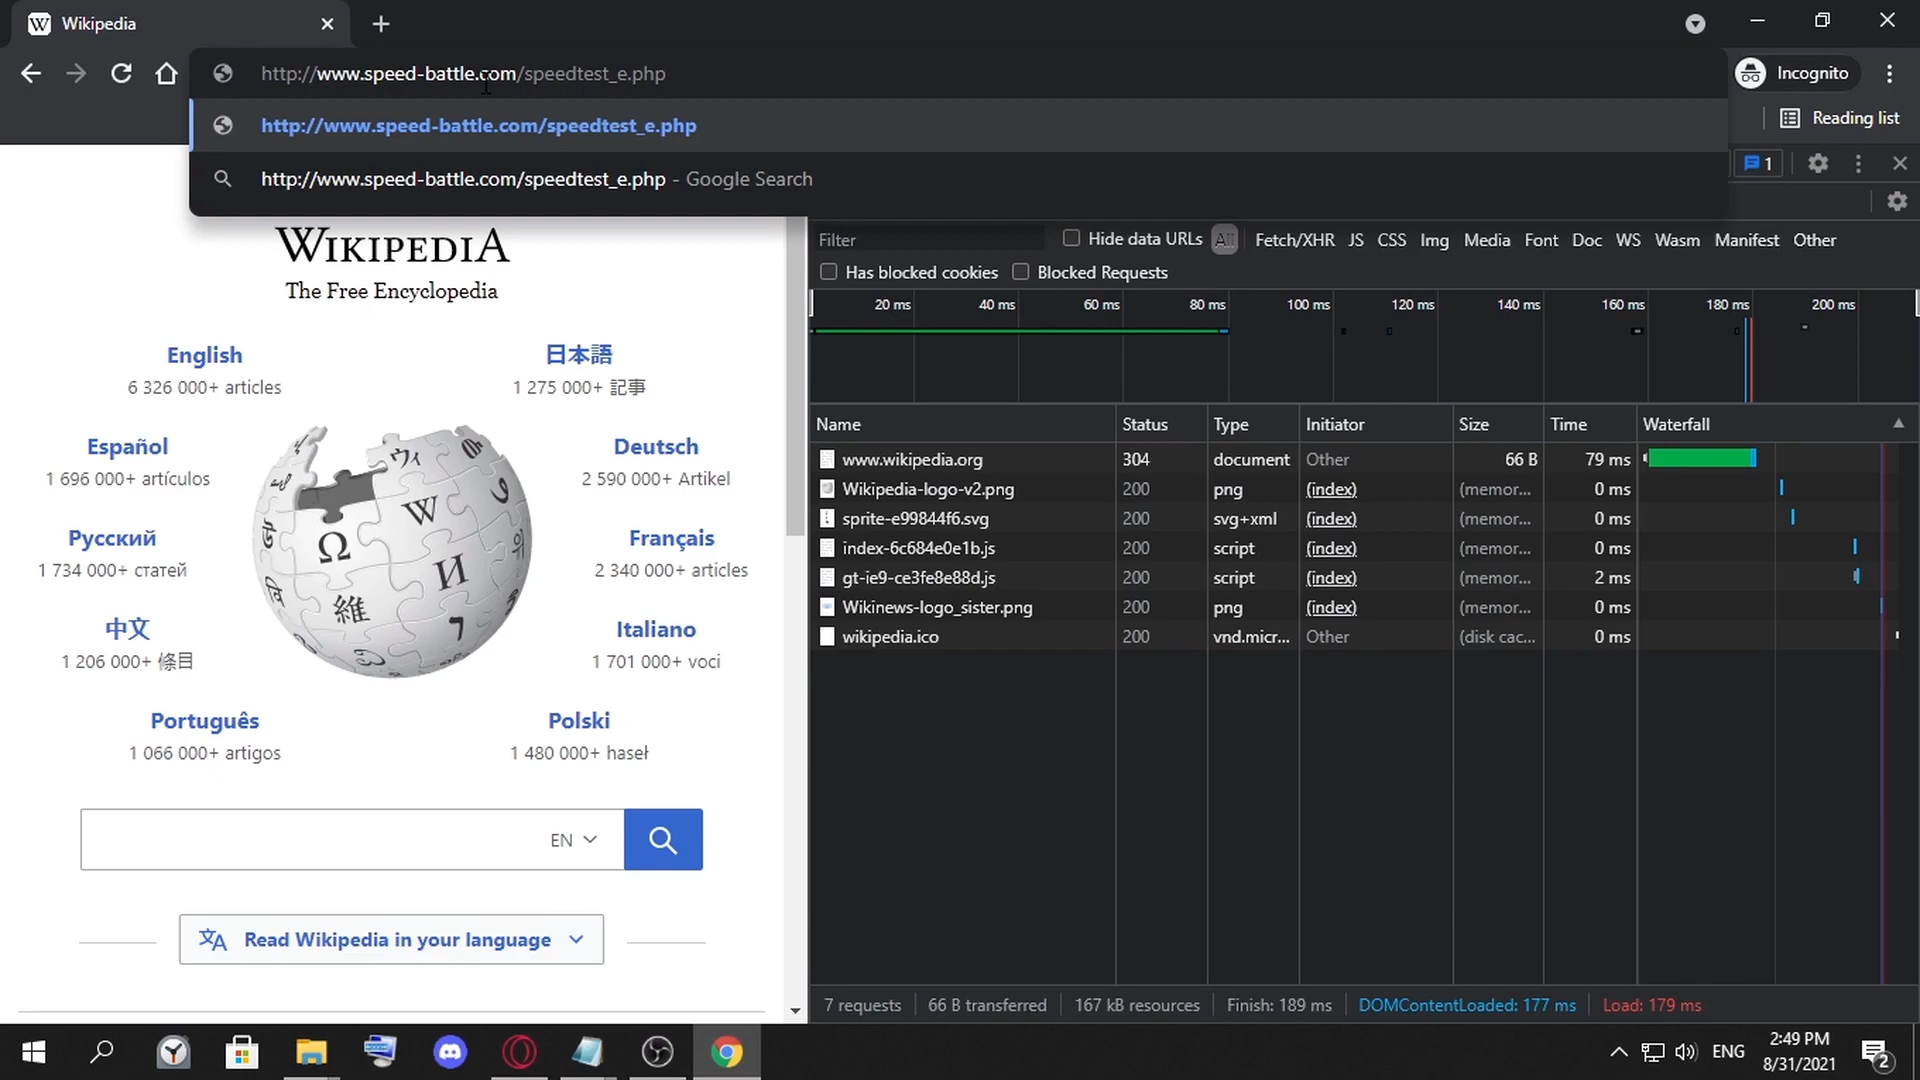 Wikipedia
http://www.speed-battle.com/speedtest_e.php
Incognito
http://www.speed-battle.com/speedtest_e.php
Reading list
http://www.speed-battle.com/speedtest_e.php - Google Search
1
WIKIPEDIA
The Free Encyclopedia
English
6 326 000+ articles
日本語
1 275 000+ 記事
Español
1 696 000+ artículos
Deutsch
2 590 000+ Artikel
Русский
1 734 000+ статей
Français
2 340 000+ articles
中文
1 206 000+ 條目
Italiano
1 701 000+ voci
Português
1 066 000+ artigos
Polski
1 480 000+ haseł
Ω
W
И
維
ウィ
7
EN
Read Wikipedia in your language
Filter
Hide data URLs
All
Fetch/XHR JS CSS Img Media Font Doc WS Wasm Manifest Other
Has blocked cookies
Blocked Requests
20 ms 40 ms 60 ms 80 ms 100 ms 120 ms 140 ms 160 ms 180 ms 200 ms
Name Status Type Initiator Size Time Waterfall
www.wikipedia.org 304 document Other 66 B 79 ms
Wikipedia-logo-v2.png 200 png (index) (memor... 0 ms
sprite-e99844f6.svg 200 svg+xml (index) (memor... 0 ms
index-6c684e0e1b.js 200 script (index) (memor... 0 ms
gt-ie9-ce3fe8e88d.js 200 script (index) (memor... 2 ms
Wikinews-logo_sister.png 200 png (index) (memor... 0 ms
wikipedia.ico 200 vnd.micr... Other (disk cac... 0 ms
7 requests 66 B transferred 167 kB resources Finish: 189 ms DOMContentLoaded: 177 ms Load: 179 ms
ENG
2:49 PM
8/31/2021
2